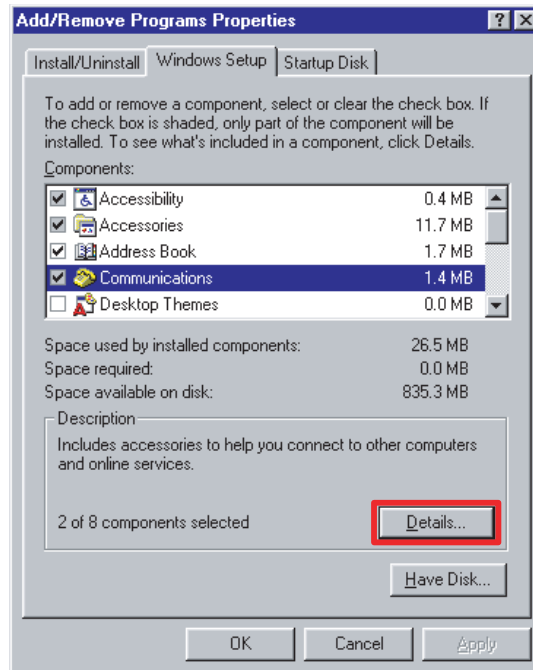 Add/Remove Programs Properties
Install/Uninstall Windows Setup Startup Disk
To add or remove a component, select or clear the check box. If
the check box is shaded, only part of the component will be
installed. To see what's included in a component, click Details.
Components:
Accessibility 0.4 MB
Accessories 11.7 MB
Address Book 1.7 MB
Communications 1.4 MB
Desktop Themes 0.0 MB
Space used by installed components: 26.5 MB
Space required: 0.0 MB
Space available on disk: 835.3 MB
Description
Includes accessories to help you connect to other computers
and online services.
2 of 8 components selected Details...
Have Disk...
OK Cancel Apply